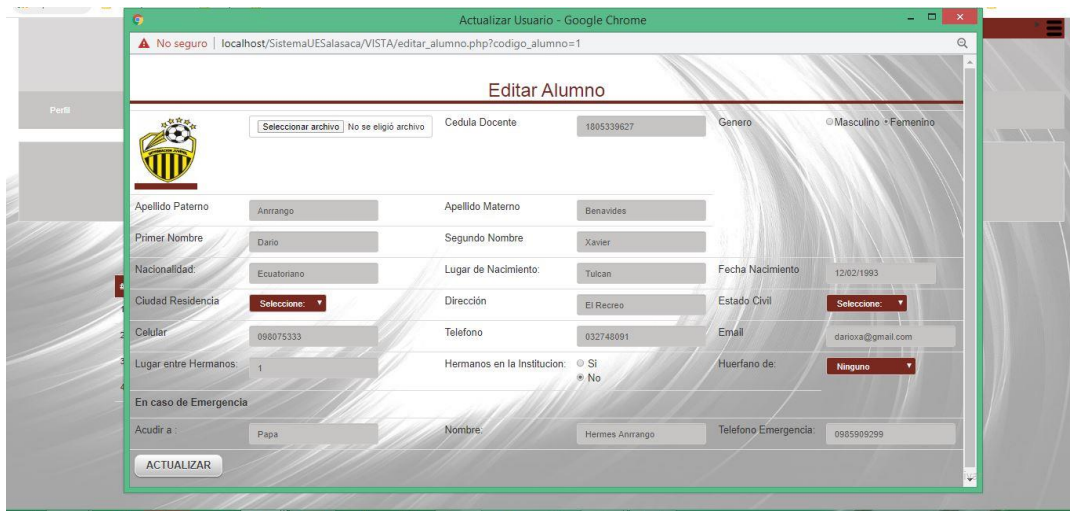 Actualizar Usuario - Google Chrome
No seguro | localhost/SistemaUESalasaca/VISTA/editar_alumno.php?codigo_alumno=1
Editar Alumno
Perfil
Seleccionar archivo No se eligió archivo Cedula Docente 1805339627 Genero Masculino Femenino
Apellido Paterno Anrrango Apellido Materno Benavides
Primer Nombre Dario Segundo Nombre Xavier
Nacionalidad: Ecuatoriano Lugar de Nacimiento: Tulcan Fecha Nacimiento 12/02/1993
Ciudad Residencia Seleccione: Dirección El Recreo Estado Civil Seleccione:
Celular 098075333 Telefono 032748091 Email darioxa@gmail.com
Lugar entre Hermanos: 1 Hermanos en la Institucion: Si Huerfano de: Ninguno
No
En caso de Emergencia
Acudir a : Papa Nombre: Hermes Anrrango Telefono Emergencia: 0985909299
ACTUALIZAR